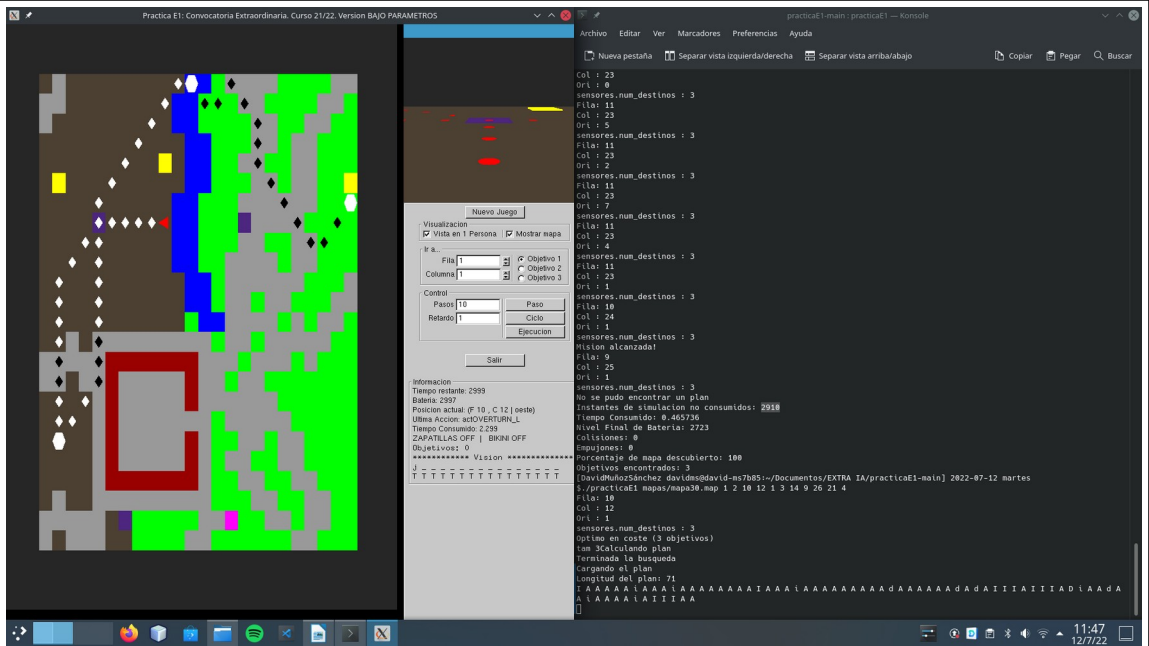 Practica E1: Convocatoria Extraordinaria. Curso 21/22. Version BAJO PARAMETROS
Nuevo Juego
Visualizacion
Vista en 1 Persona
Mostrar mapa
Ir a...
Fila 1
Columna 1
Objetivo 1
Objetivo 2
Objetivo 3
Control
Pasos 10
Retardo 1
Paso
Ciclo
Ejecucion
Salir
Informacion
Tiempo restante: 2999
Bateria: 2997
Posicion actual: (F 10 , C 12 | oeste)
Ultima Accion: actOVERTURN_L
Tiempo Consumido: 2.299
ZAPATILLAS OFF | BIKINI OFF
Objetivos: 0
************ Vision **************
J _ _ _ _ _ _ _ _ _ _ _ _ _ _ _
T T T T T T T T T T T T T T T T
practicaE1-main : practicaE1 — Konsole
Archivo Editar Ver Marcadores Preferencias Ayuda
Nueva pestaña Separar vista izquierda/derecha Separar vista arriba/abajo Copiar Pegar Buscar
Col : 23
Ori : 0
sensores.num_destinos : 3
Fila: 11
Col : 23
Ori : 5
sensores.num_destinos : 3
Fila: 11
Col : 23
Ori : 2
sensores.num_destinos : 3
Fila: 11
Col : 23
Ori : 7
sensores.num_destinos : 3
Fila: 11
Col : 23
Ori : 4
sensores.num_destinos : 3
Fila: 11
Col : 23
Ori : 1
sensores.num_destinos : 3
Fila: 10
Col : 24
Ori : 1
sensores.num_destinos : 3
Mision alcanzada!
Fila: 9
Col : 25
Ori : 1
sensores.num_destinos : 3
No se pudo encontrar un plan
Instantes de simulacion no consumidos: 2910
Tiempo Consumido: 0.465736
Nivel Final de Bateria: 2723
Colisiones: 0
Empujones: 0
Porcentaje de mapa descubierto: 100
Objetivos encontrados: 3
[DavidMuñozSánchez davidms@david-ms7b85:~/Documentos/EXTRA IA/practicaE1-main] 2022-07-12 martes
$./practicaE1 mapas/mapa30.map 1 2 10 12 1 3 14 9 26 21 4
Fila: 10
Col : 12
Ori : 1
sensores.num_destinos : 3
Optimo en coste (3 objetivos)
tam 3Calculando plan
Terminada la busqueda
Cargando el plan
Longitud del plan: 71
I A A A A i A A A i A A A A A A A A I A A A i A A A A A A A A A d A A A A A A d A d A I I I A I I I A D i A A d A
A i A A A A i A I I I A A
11:47
12/7/22